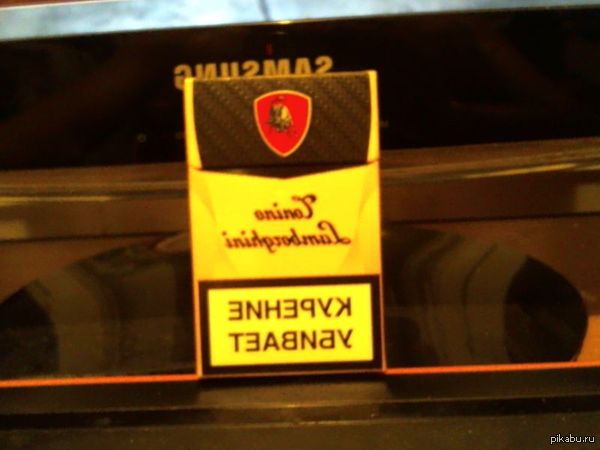 SAMSUNG
Tonino
Lamborghini
КУРЕНИЕ
УБИВАЕТ
pikabu.ru